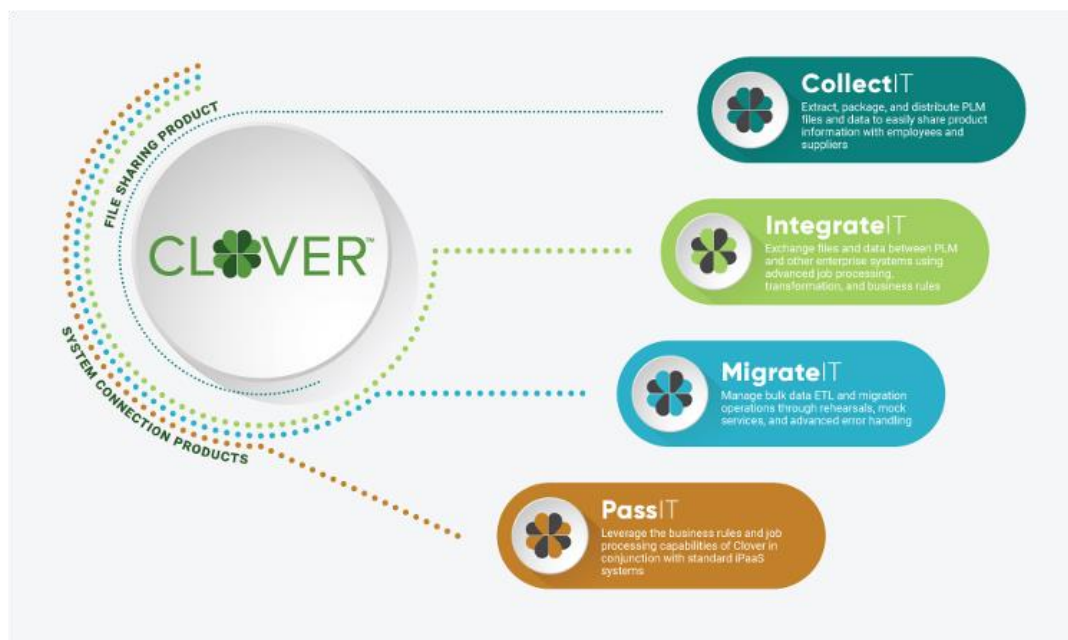 FILE SHARING PRODUCT
CLOVER™
SYSTEM CONNECTION PRODUCTS
CollectIT
Extract, package, and distribute PLM
files and data to easily share product
information with employees and
suppliers
IntegrateIT
Exchange files and data between PLM
and other enterprise systems using
advanced job processing,
transformation, and business rules
MigrateIT
Manage bulk data ETL and migration
operations through rehearsals, mock
services, and advanced error handling
PassIT
Leverage the business rules and job
processing capabilities of Clover in
conjunction with standard iPaaS
systems